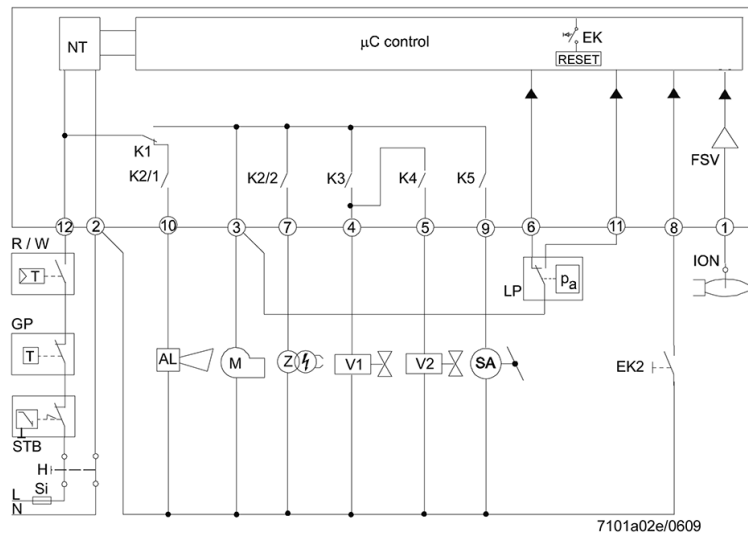 NT
μC control
EK
RESET
K1
FSV
K2/1
K2/2
K3
K4
K5
12
2
10
3
7
4
5
9
6
11
8
1
R / W
T
ION
LP
pa
GP
T
AL
M
Z
V1
V2
SA
EK2
STB
H
Si
L
N
7101a02e/0609